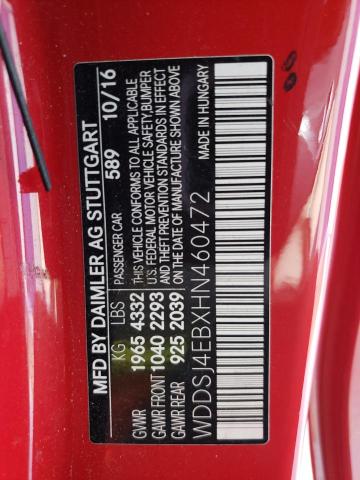 MFD BY DAIMLER AG STUTTGART
PASSENGER CAR 589 10/16
KG LBS
GVWR 1965 4332
GAWR FRONT 1040 2293
GAWR REAR 925 2039
THIS VEHICLE CONFORMS TO ALL APPLICABLE
U.S. FEDERAL MOTOR VEHICLE SAFETY,BUMPER
AND THEFT PREVENTION STANDARDS IN EFFECT
ON THE DATE OF MANUFACTURE SHOWN ABOVE
MADE IN HUNGARY
WDDSJ4EBXHN460472